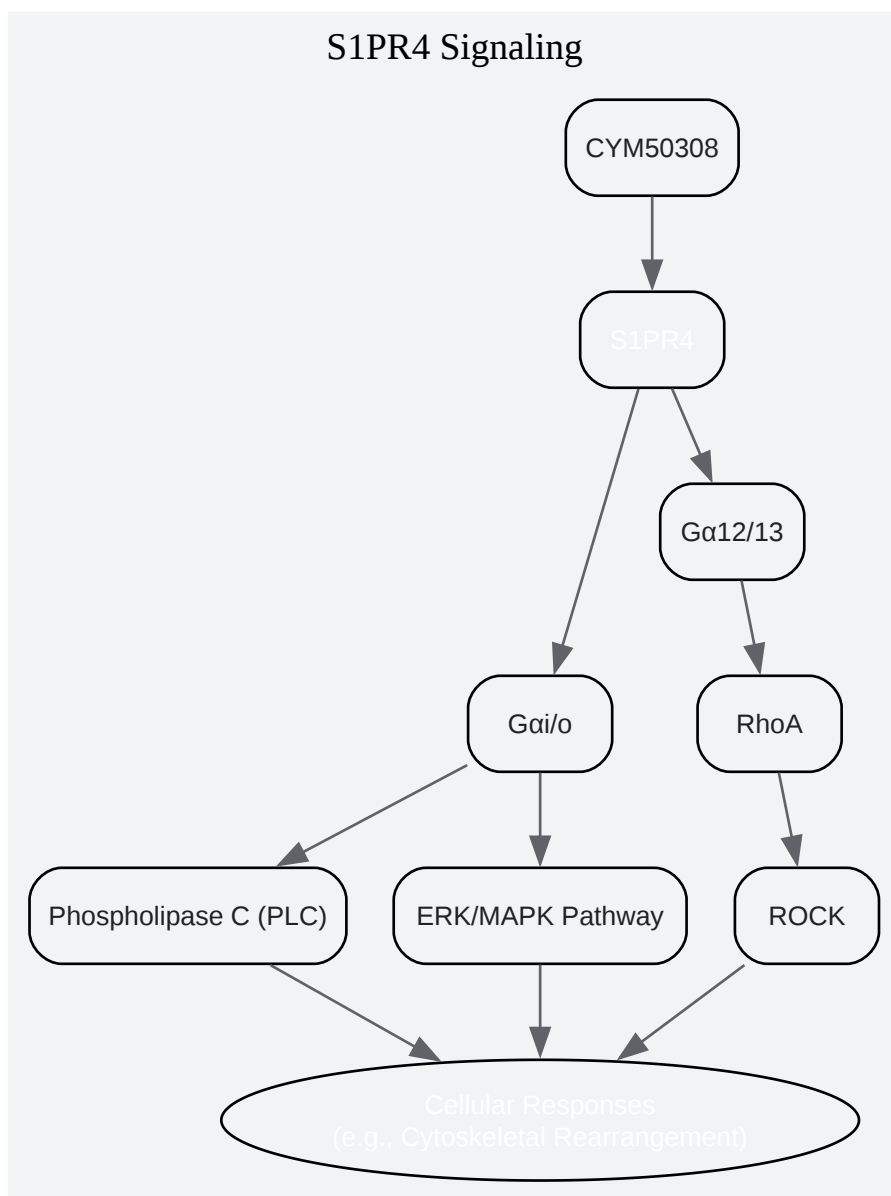 S1PR4 Signaling
CYM50308
S1PR4
Gα12/13
Gαi/o
RhoA
Phospholipase C (PLC)
ERK/MAPK Pathway
ROCK
Cellular Responses
(e.g., Cytoskeletal Rearrangement)